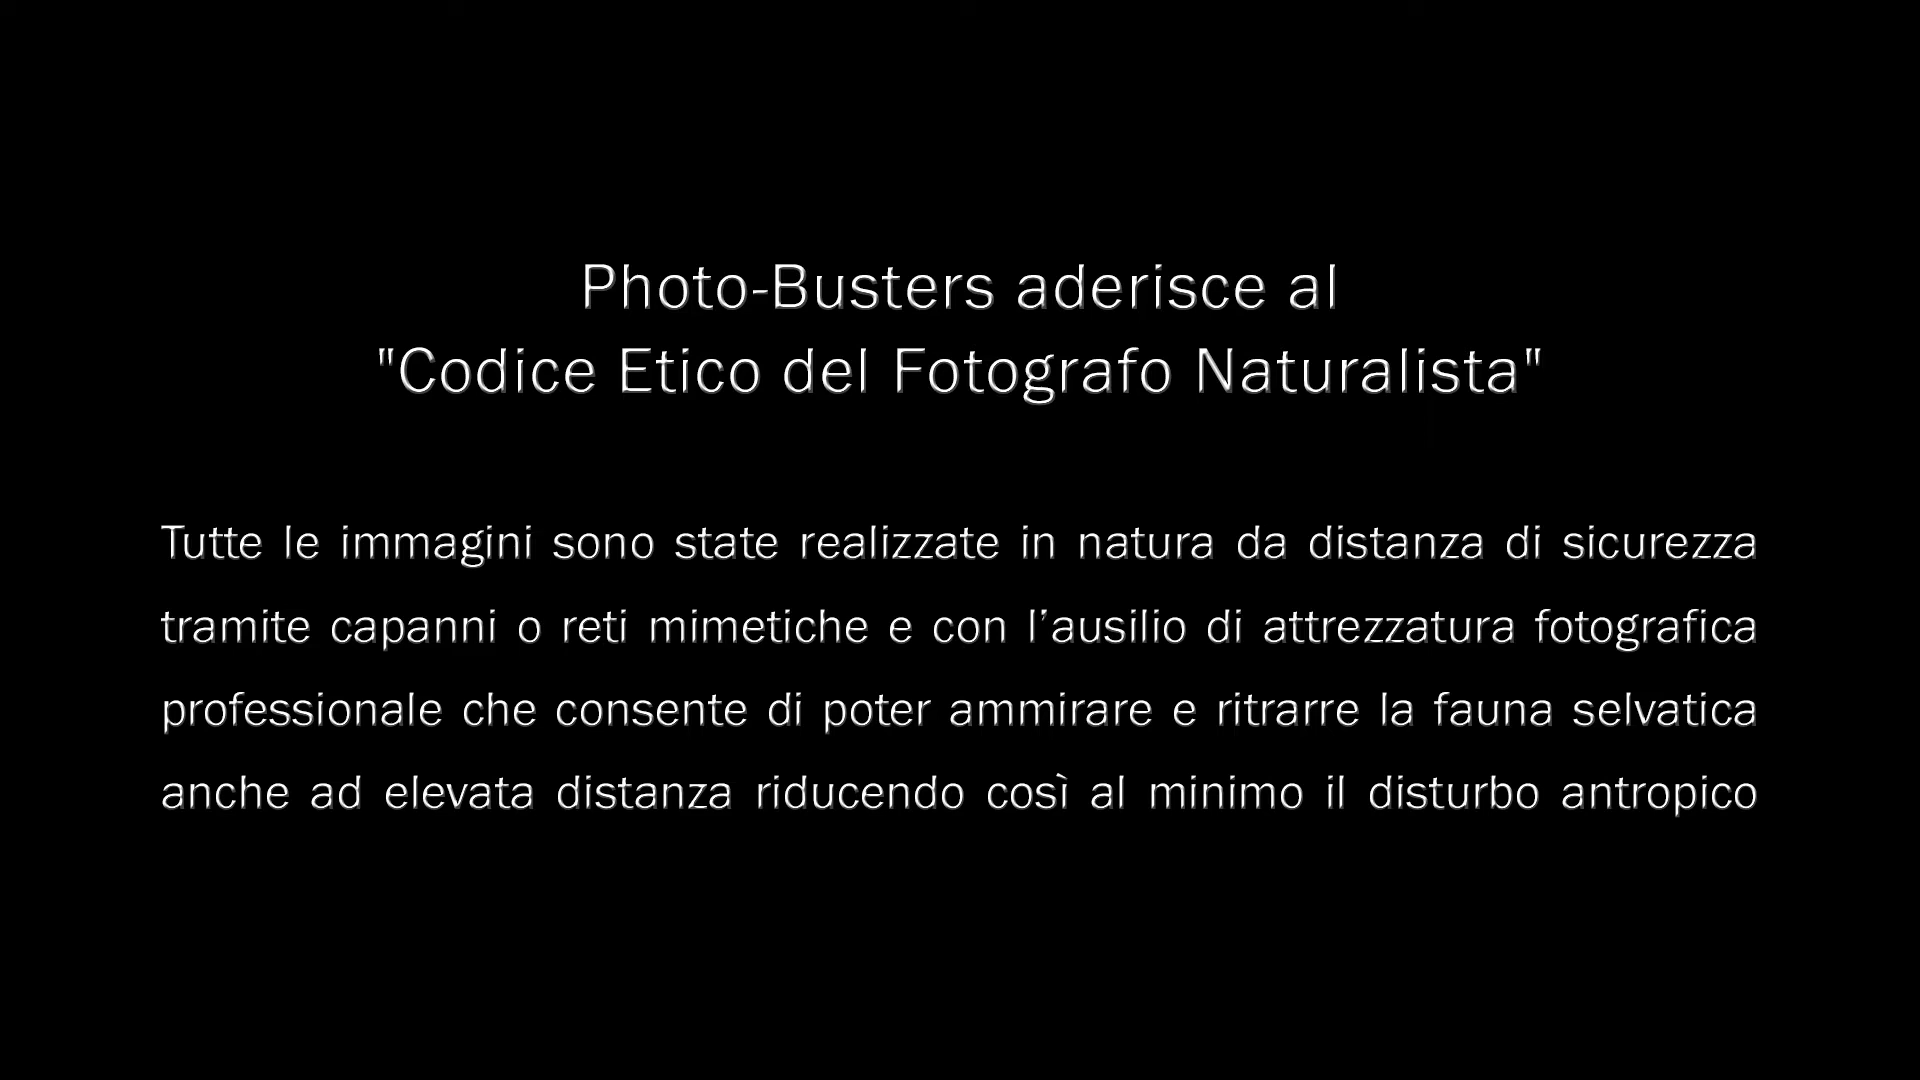 Photo-Busters aderisce al
"Codice Etico del Fotografo Naturalista"
Tutte le immagini sono state realizzate in natura da distanza di sicurezza
tramite capanni o reti mimetiche e con l’ausilio di attrezzatura fotografica
professionale che consente di poter ammirare e ritrarre la fauna selvatica
anche ad elevata distanza riducendo così al minimo il disturbo antropico